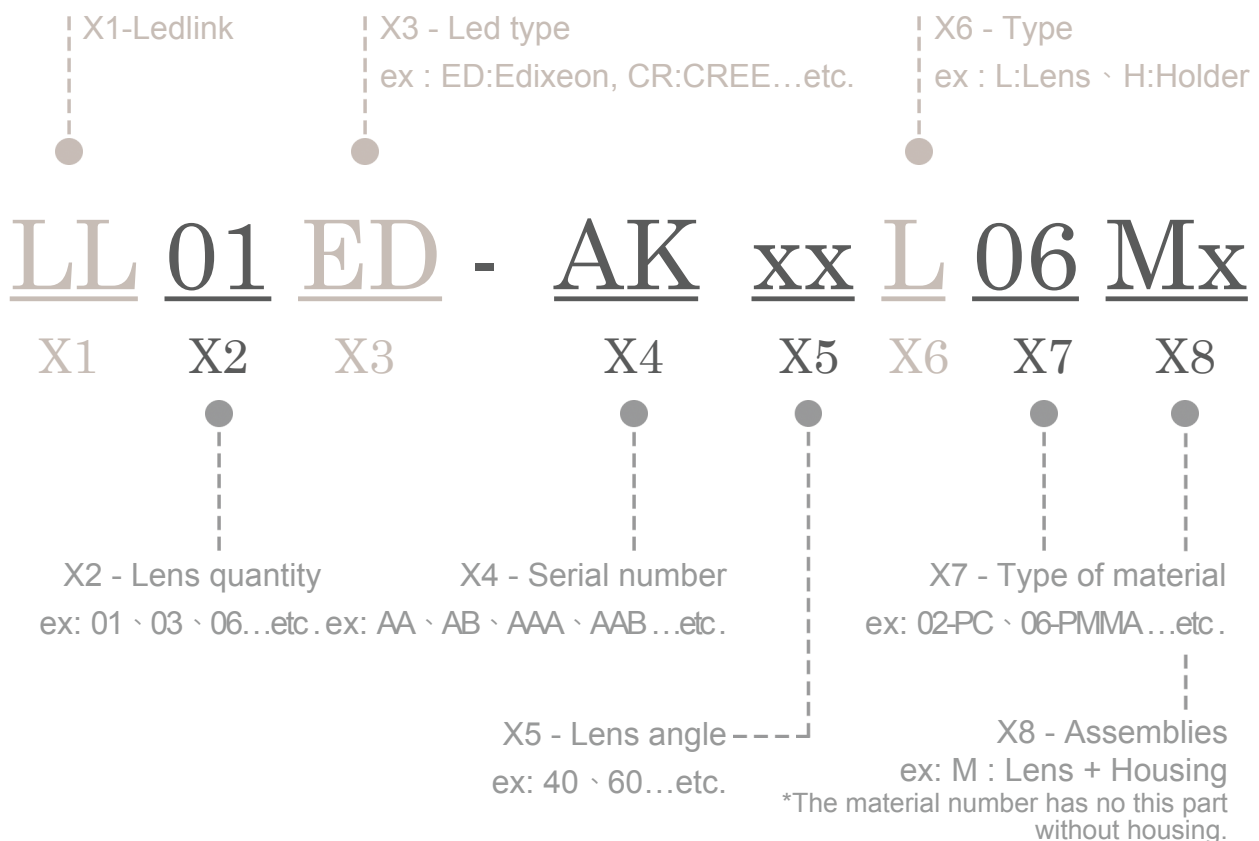 X1-Ledlink
X3 - Led type
ex : ED:Edixeon, CR:CREE…etc.
X6 - Type
ex : L:Lens、H:Holder
LL 01 ED - AK xx L 06 Mx
X1 X2 X3 X4 X5 X6 X7 X8
X2 - Lens quantity
ex: 01、03、06…etc.
X4 - Serial number
ex: AA、AB、AAA、AAB…etc.
X7 - Type of material
ex: 02-PC、06-PMMA…etc.
X5 - Lens angle
ex: 40、60…etc.
X8 - Assemblies
ex: M : Lens + Housing
*The material number has no this part
without housing.